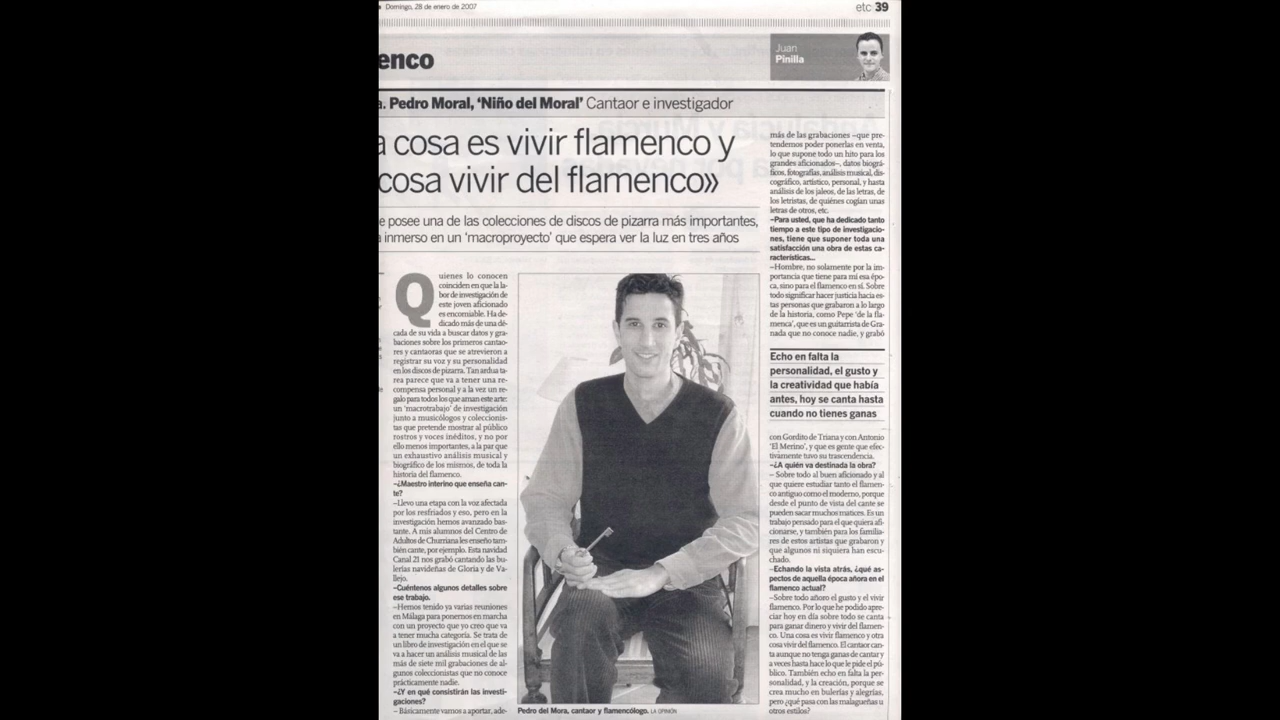 Domingo, 28 de enero de 2007
etc 39
enco
Juan
Pinilla
a. Pedro Moral, ‘Niño del Moral’ Cantaor e investigador
a cosa es vivir flamenco y
cosa vivir del flamenco»
e posee una de las colecciones de discos de pizarra más importantes,
a inmerso en un ‘macroproyecto’ que espera ver la luz en tres años
Quienes lo conocen
coinciden en que la la-
bor de investigación de
este joven aficionado
es encomiable. Ha de-
dicado más de una dé-
cada de su vida a buscar datos y gra-
baciones sobre los primeros cantao-
res y cantaoras que se atrevieron a
registrar su voz y su personalidad
en los discos de pizarra. Tan ardua ta-
rea parece que va a tener una re-
compensa personal y a la vez un re-
galo para todos los que aman este arte:
un ‘macrotrabajo’ de investigación
junto a musicólogos y coleccionis-
tas que pretende mostrar al público
rostros y voces inéditos, y no por
ello menos importantes, a la par que
un exhaustivo análisis musical y
biográfico de los mismos, de toda la
historia del flamenco.
–¿Maestro interino que enseña can-
te?
–Llevo una etapa con la voz afectada
por los resfriados y eso, pero en la
investigación hemos avanzado bas-
tante. A mis alumnos del Centro de
Adultos de Churriana les enseño tam-
bién cante, por ejemplo. Esta navidad
Canal 21 nos grabó cantando las bu-
lerías navideñas de Gloria y de Va-
llejo.
–Cuéntenos algunos detalles sobre
ese trabajo.
–Hemos tenido ya varias reuniones
en Málaga para ponernos en marcha
con un proyecto que yo creo que va
a tener mucha categoría. Se trata de
un libro de investigación en el que se
va a hacer un análisis musical de las
más de siete mil grabaciones de al-
gunos coleccionistas que no conoce
prácticamente nadie.
–¿Y en qué consistirán las investi-
gaciones?
– Básicamente vamos a aportar, ade-
Pedro del Mora, cantaor y flamencólogo. LA OPINIÓN
más de las grabaciones –que pre-
tendemos poder ponerlas en venta,
lo que supone todo un hito para los
grandes aficionados–, datos biográ-
ficos, fotografías, análisis musical, dis-
cográfico, artístico, personal, y hasta
análisis de los jaleos, de las letras, de
los letristas, de quiénes cogían unas
letras de otros, etc.
–Para usted, que ha dedicado tanto
tiempo a este tipo de investigacio-
nes, tiene que suponer toda una
satisfacción una obra de estas ca-
racterísticas...
–Hombre, no solamente por la im-
portancia que tiene para mi esa épo-
ca, sino para el flamenco en sí. Sobre
todo significar hacer justicia hacia es-
tas personas que grabaron a lo largo
de la historia, como Pepe ‘de la fla-
menca’, que es un guitarrista de Gra-
nada que no conoce nadie, y grabó
Echo en falta la
personalidad, el gusto y
la creatividad que había
antes, hoy se canta hasta
cuando no tienes ganas
con Gordito de Triana y con Antonio
‘El Merino’, y que es gente que efec-
tivamente tuvo su trascendencia.
–¿A quién va destinada la obra?
– Sobre todo al buen aficionado y al
que quiere estudiar tanto el flamen-
co antiguo como el moderno, porque
desde el punto de vista del cante se
pueden sacar muchos matices. Es un
trabajo pensado para el que quiera afi-
cionarse, y también para los familia-
res de estos artistas que grabaron y
que algunos ni siquiera han escu-
chado.
–Echando la vista atrás, ¿qué as-
pectos de aquella época añora en el
flamenco actual?
–Sobre todo añoro el gusto y el vivir
flamenco. Por lo que he podido apre-
ciar hoy en día sobre todo se canta
para ganar dinero y vivir del flamen-
co. Una cosa es vivir flamenco y otra
cosa vivir del flamenco. El cantaor can-
ta aunque no tenga ganas de cantar y
a veces hasta hace lo que le pide el pú-
blico. También echo en falta la per-
sonalidad, y la creación, porque se
crea mucho en bulerías y alegrías,
pero ¿qué pasa con las malagueñas u
otros estilos?